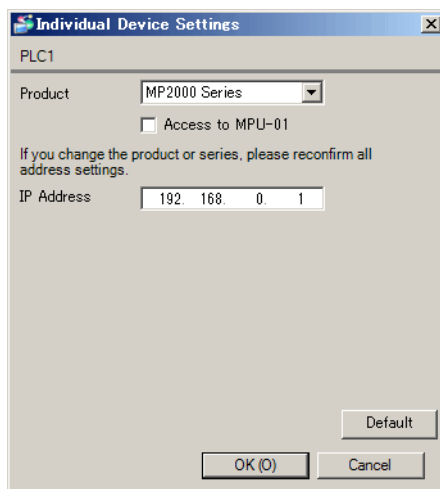 Individual Device Settings
PLC1
Product MP2000 Series
Access to MPU-01
If you change the product or series, please reconfirm all
address settings.
IP Address 192. 168. 0. 1
Default
OK (O) Cancel